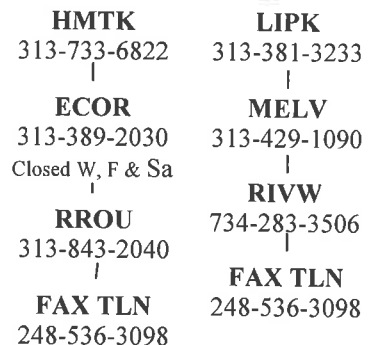 HMTK
313-733-6822
ECOR
313-389-2030
Closed W, F & Sa
RROU
313-843-2040
FAX TLN
248-536-3098
LIPK
313-381-3233
MELV
313-429-1090
RIVW
734-283-3506
FAX TLN
248-536-3098